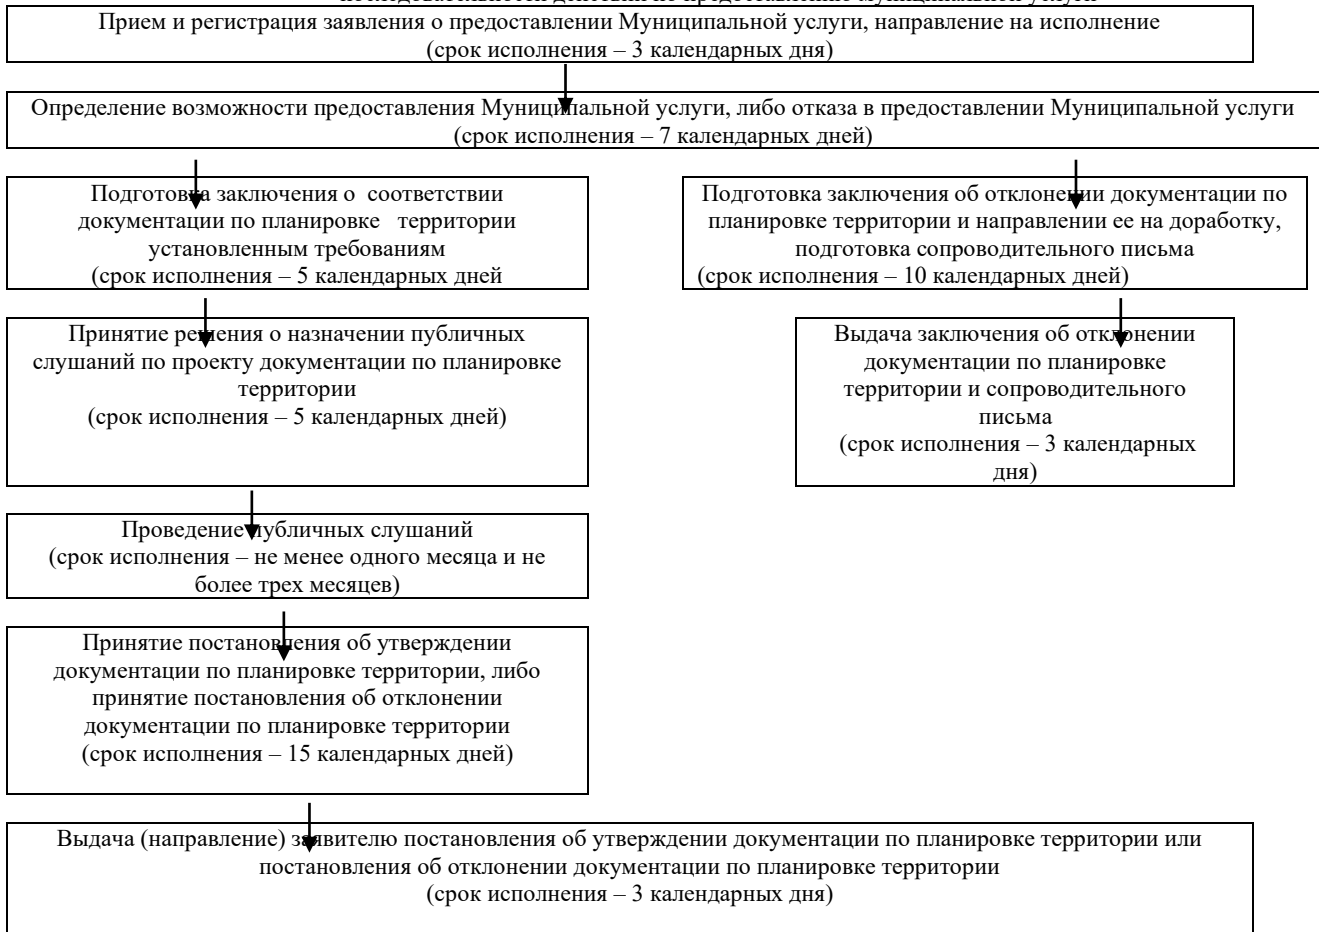 последовательности действий по предоставлению муниципальной услуги
Прием и регистрация заявления о предоставлении Муниципальной услуги, направление на исполнение
(срок исполнения – 3 календарных дня)
Определение возможности предоставления Муниципальной услуги, либо отказа в предоставлении Муниципальной услуги
(срок исполнения – 7 календарных дней)
Подготовка заключения о соответствии
документации по планировке территории
установленным требованиям
(срок исполнения – 5 календарных дней
Подготовка заключения об отклонении документации по
планировке территории и направлении ее на доработку,
подготовка сопроводительного письма
(срок исполнения – 10 календарных дней)
Принятие решения о назначении публичных
слушаний по проекту документации по планировке
территории
(срок исполнения – 5 календарных дней)
Выдача заключения об отклонении
документации по планировке
территории и сопроводительного
письма
(срок исполнения – 3 календарных
дня)
Проведение публичных слушаний
(срок исполнения – не менее одного месяца и не
более трех месяцев)
Принятие постановления об утверждении
документации по планировке территории, либо
принятие постановления об отклонении
документации по планировке территории
(срок исполнения – 15 календарных дней)
Выдача (направление) заявителю постановления об утверждении документации по планировке территории или
постановления об отклонении документации по планировке территории
(срок исполнения – 3 календарных дня)